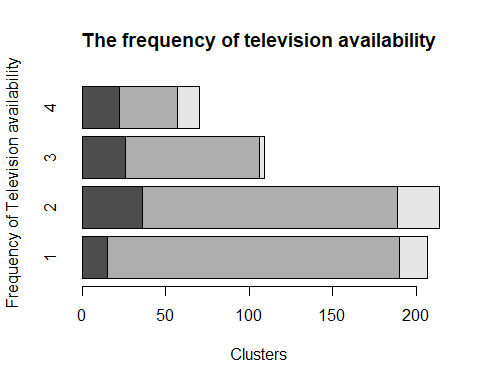 The frequency of television availability
Frequency of Television availability
4
3
2
1
0 50 100 150 200
Clusters